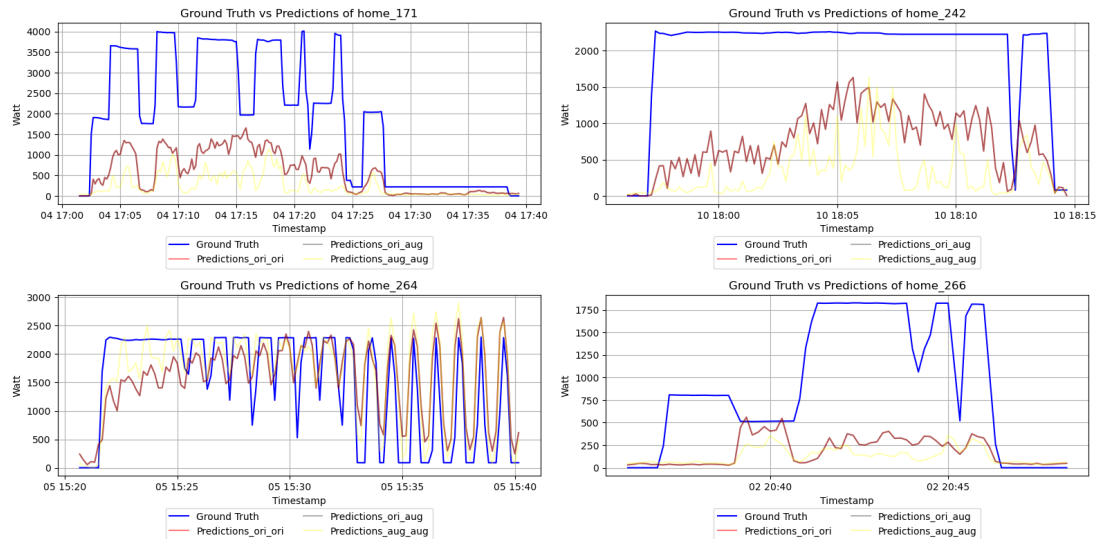 Ground Truth vs Predictions of home_171
4000
3500
3000
2500
2000
1500
1000
500
0
Watt
04 17:00 04 17:05 04 17:10 04 17:15 04 17:20 04 17:25 04 17:30 04 17:35 04 17:40
Timestamp
Ground Truth Predictions_ori_aug
Predictions_ori_ori Predictions_aug_aug
Ground Truth vs Predictions of home_242
2000
1500
1000
500
0
Watt
10 18:00 10 18:05 10 18:10 10 18:15
Timestamp
Ground Truth Predictions_ori_aug
Predictions_ori_ori Predictions_aug_aug
Ground Truth vs Predictions of home_264
3000
2500
2000
1500
1000
500
0
Watt
05 15:20 05 15:25 05 15:30 05 15:35 05 15:40
Timestamp
Ground Truth Predictions_ori_aug
Predictions_ori_ori Predictions_aug_aug
Ground Truth vs Predictions of home_266
1750
1500
1250
1000
750
500
250
0
Watt
02 20:40 02 20:45
Timestamp
Ground Truth Predictions_ori_aug
Predictions_ori_ori Predictions_aug_aug